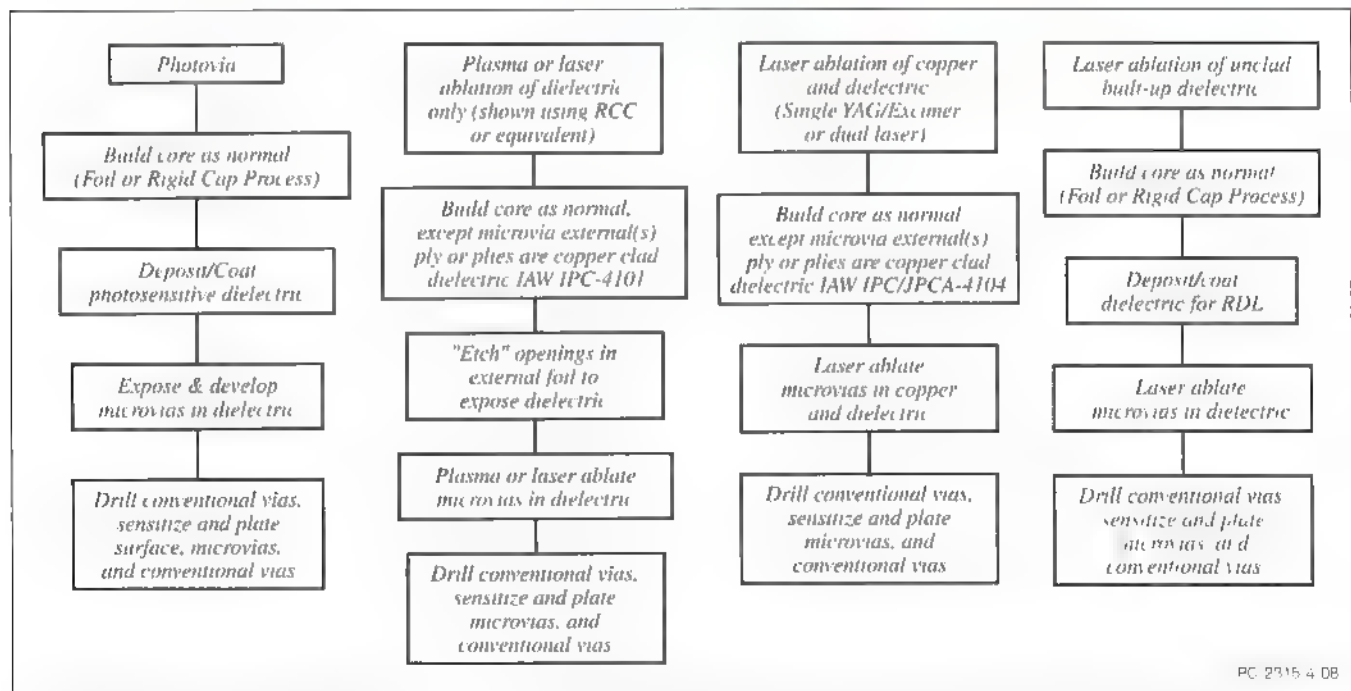 Photovia
Build core as normal
(Foil or Rigid Cap Process)
Deposit/Coat
photosensitive dielectric
Expose & develop
microvias in dielectric
Drill conventional vias,
sensitize and plate
surface, microvias,
and conventional vias
Plasma or laser
ablation of dielectric
only (shown using RCC
or equivalent)
Build core as normal,
except microvia external(s)
ply or plies are copper clad
dielectric IAW IPC-4101
"Etch" openings in
external foil to
expose dielectric
Plasma or laser ablate
microvias in dielectric
Drill conventional vias,
sensitize and plate
microvias, and
conventional vias
Laser ablation of copper
and dielectric
(Single YAG/Excimer
or dual laser)
Build core as normal
except microvia external(s)
ply or plies are copper clad
dielectric IAW IPC/JPCA-4104
Laser ablate
microvias in copper
and dielectric
Drill conventional vias,
sensitize and plate
microvias, and
conventional vias
Laser ablation of unclad
built-up dielectric
Build core as normal
(Foil or Rigid Cap Process)
Deposit/coat
dielectric for RDL
Laser ablate
microvias in dielectric
Drill conventional vias
sensitize and plate
microvias, and
conventional vias
PC 2315 4 08